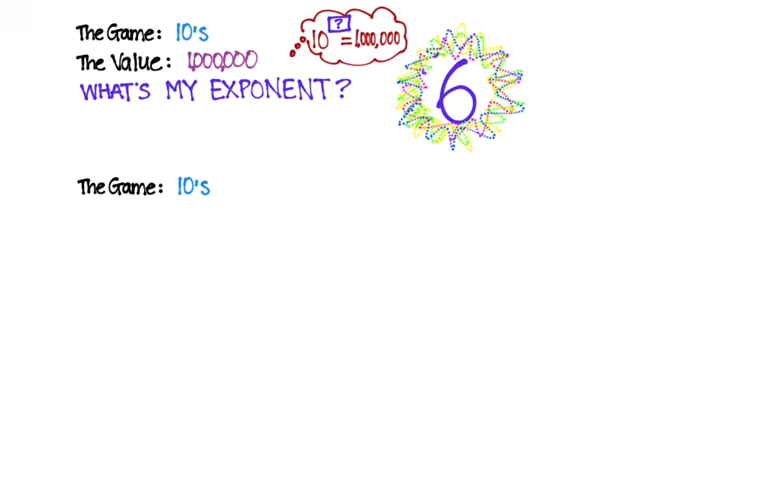 The Game: 10's
The Value: 1,000,000
WHAT'S MY EXPONENT?
10^? = 1,000,000
6
The Game: 10's